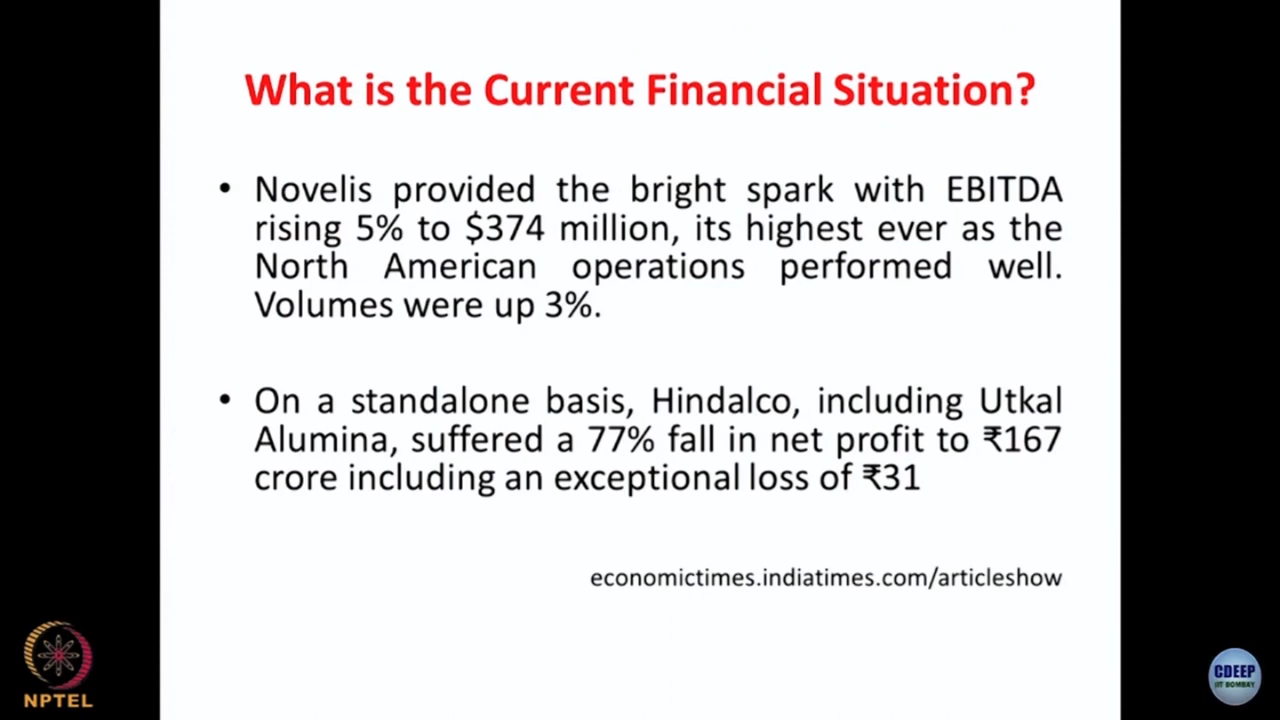 What is the Current Financial Situation?
• Novelis provided the bright spark with EBITDA
rising 5% to $374 million, its highest ever as the
North American operations performed well.
Volumes were up 3%.
• On a standalone basis, Hindalco, including Utkal
Alumina, suffered a 77% fall in net profit to ₹167
crore including an exceptional loss of ₹31
economictimes.indiatimes.com/articleshow
NPTEL
CDEEP
IIT BOMBAY